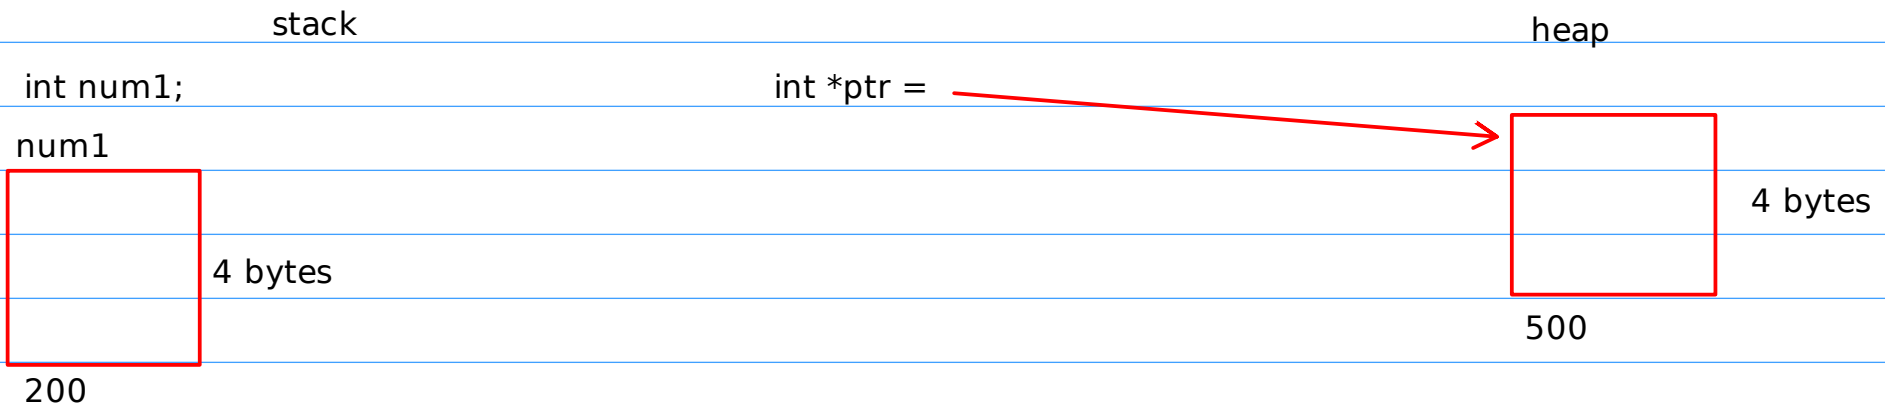 stack
heap
int num1;
int *ptr =
num1
4 bytes
4 bytes
500
200